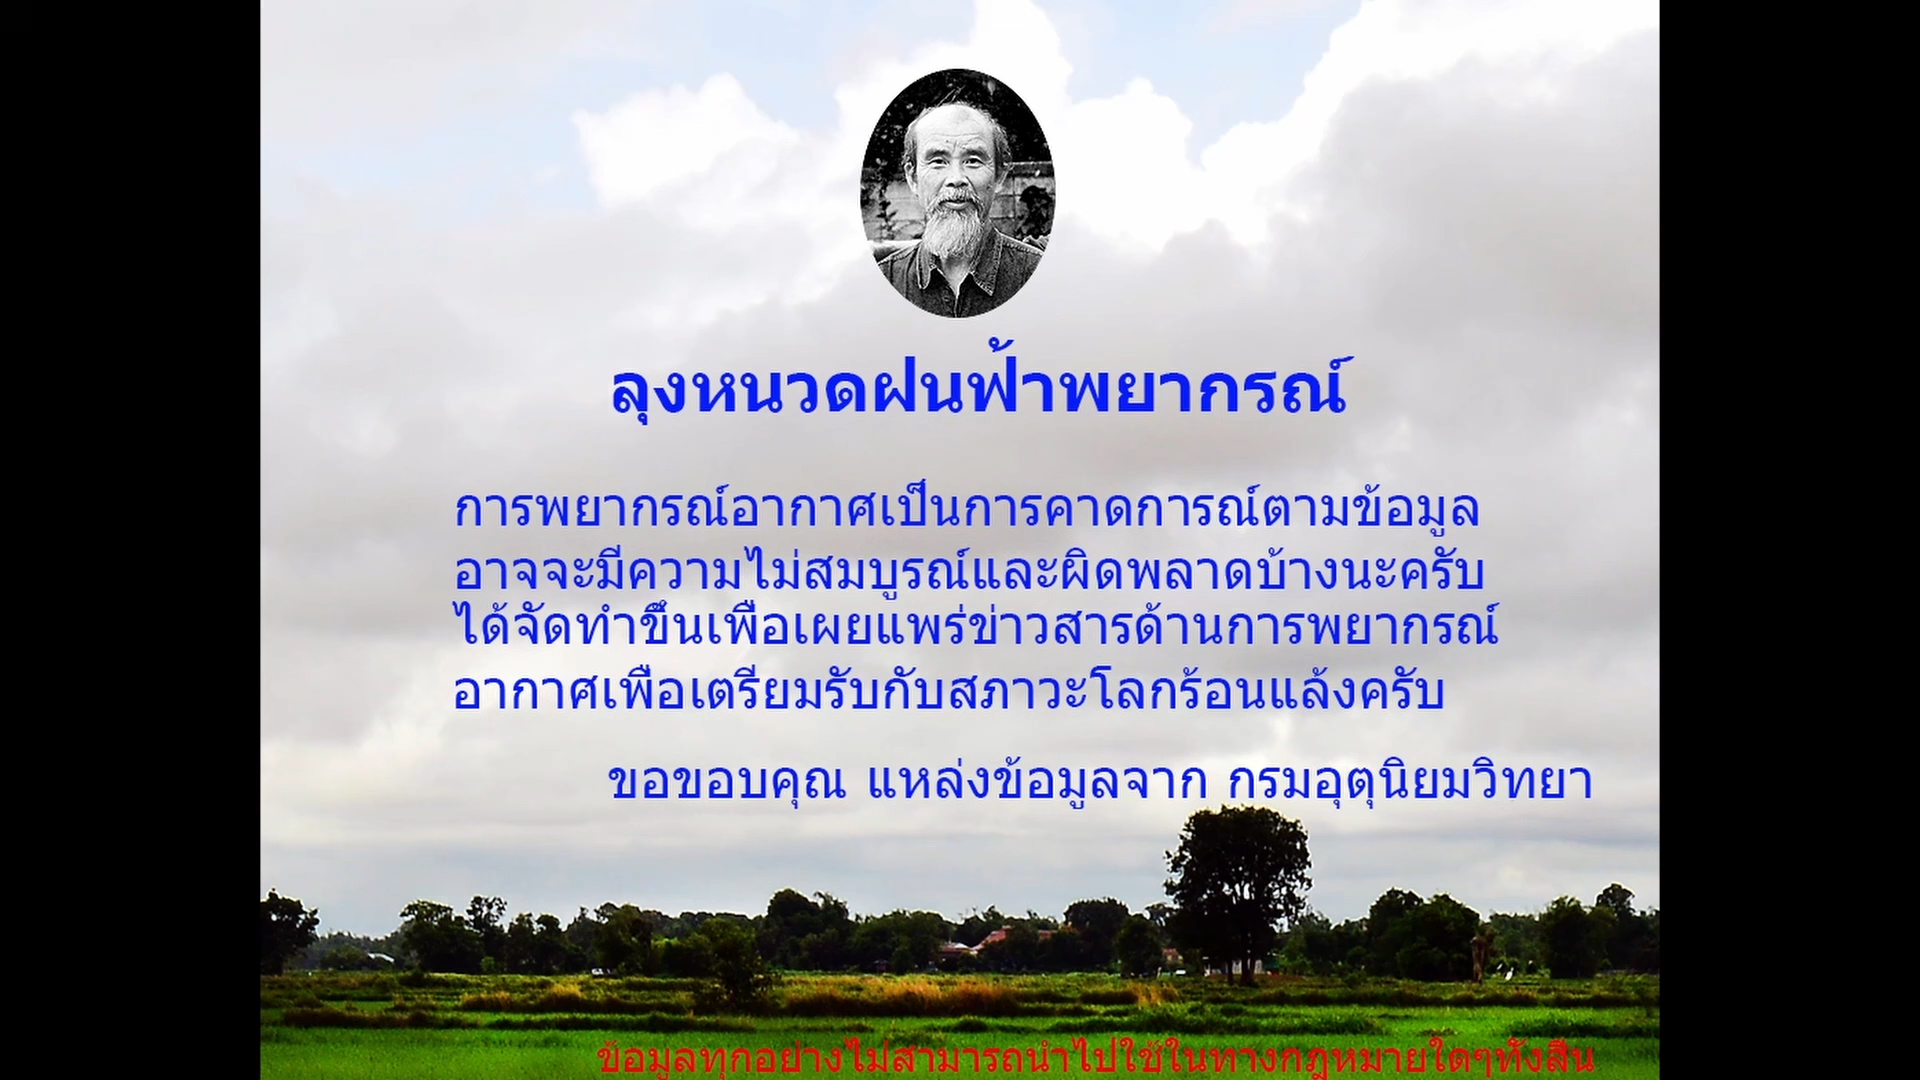 ลุงหนวดฝนฟ้าพยากรณ์
การพยากรณ์อากาศเป็นการคาดการณ์ตามข้อมูล
อาจจะมีความไม่สมบูรณ์และผิดพลาดบ้างนะครับ
ได้จัดทำขึ้นเพื่อเผยแพร่ข่าวสารด้านการพยากรณ์
อากาศเพื่อเตรียมรับกับสภาวะโลกร้อนแล้งครับ
ขอขอบคุณ แหล่งข้อมูลจาก กรมอุตุนิยมวิทยา
ข้อมูลทุกอย่างไม่สามารถนำไปใช้ในทางกฎหมายใดๆทั้งสิ้น